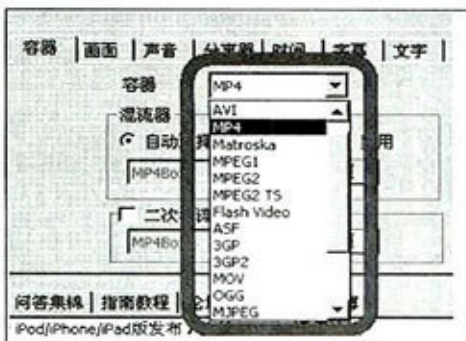 容器 画面 声音 分离器 时间 字幕 文字
容器 MP4
AVI
混流器
MP4
自动 择 用
Matroska
MPEG1
MP4Bo
MPEG2
MPEG2 TS
二次
Flash Video
ASF
MP4Bo
3GP
3GP2
MOV
问答集锦 指南教程
OGG
MJPEG
iPod/iPhone/iPad版发布